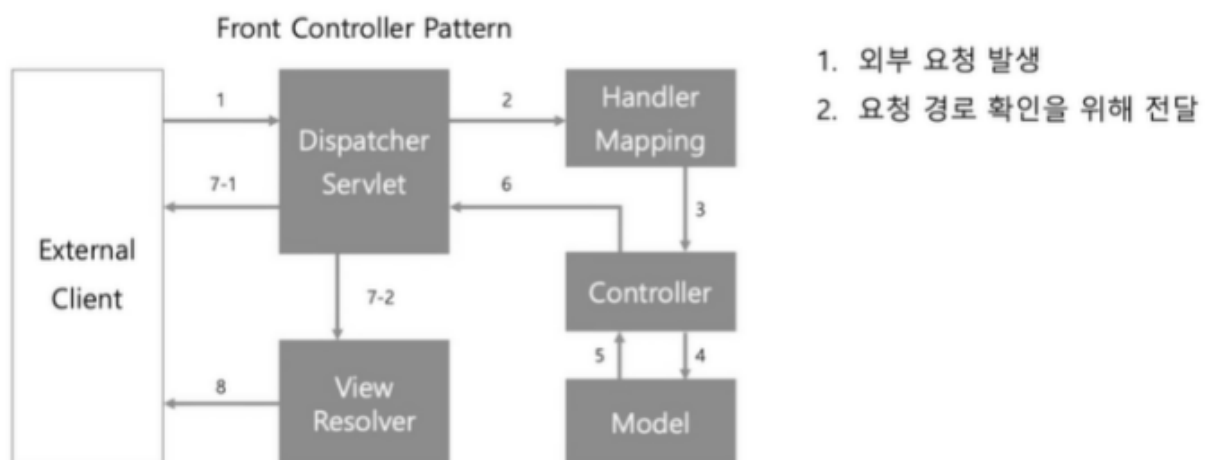 Front Controller Pattern
1. 외부 요청 발생
2. 요청 경로 확인을 위해 전달
1
2
Handler
Mapping
Dispatcher
Servlet
7-1
6
3
External
Client
Controller
7-2
5
4
8
View
Resolver
Model